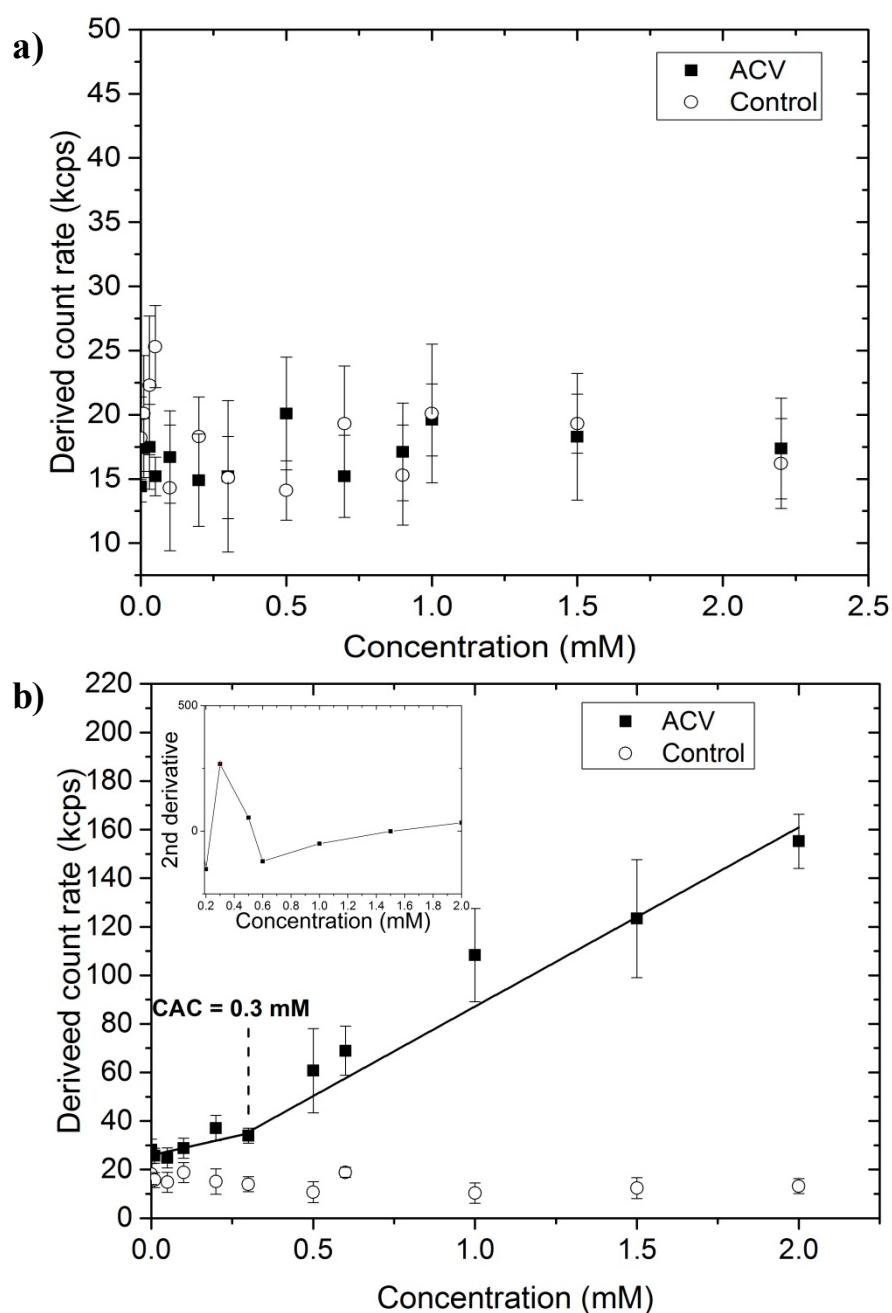 a)
50
45
40
35
30
25
20
15
10
Derived count rate (kcps)
ACV
Control
0.0 0.5 1.0 1.5 2.0 2.5
Concentration (mM)
b)
220
200
180
160
140
120
100
80
60
40
20
0
Deriveed count rate (kcps)
500
0
2nd derivative
0.2 0.4 0.6 0.8 1.0 1.2 1.4 1.6 1.8 2.0
Concentration (mM)
ACV
Control
CAC = 0.3 mM
0.0 0.5 1.0 1.5 2.0
Concentration (mM)